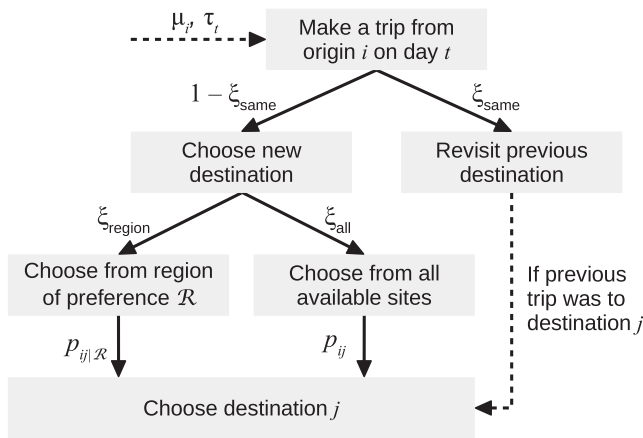 μᵢ, τₜ
Make a trip from
origin i on day t
1 – ξsame
ξsame
Choose new
destination
Revisit previous
destination
ξregion
ξall
Choose from region
of preference ℛ
Choose from all
available sites
If previous
trip was to
destination j
pij|ℛ
pij
Choose destination j